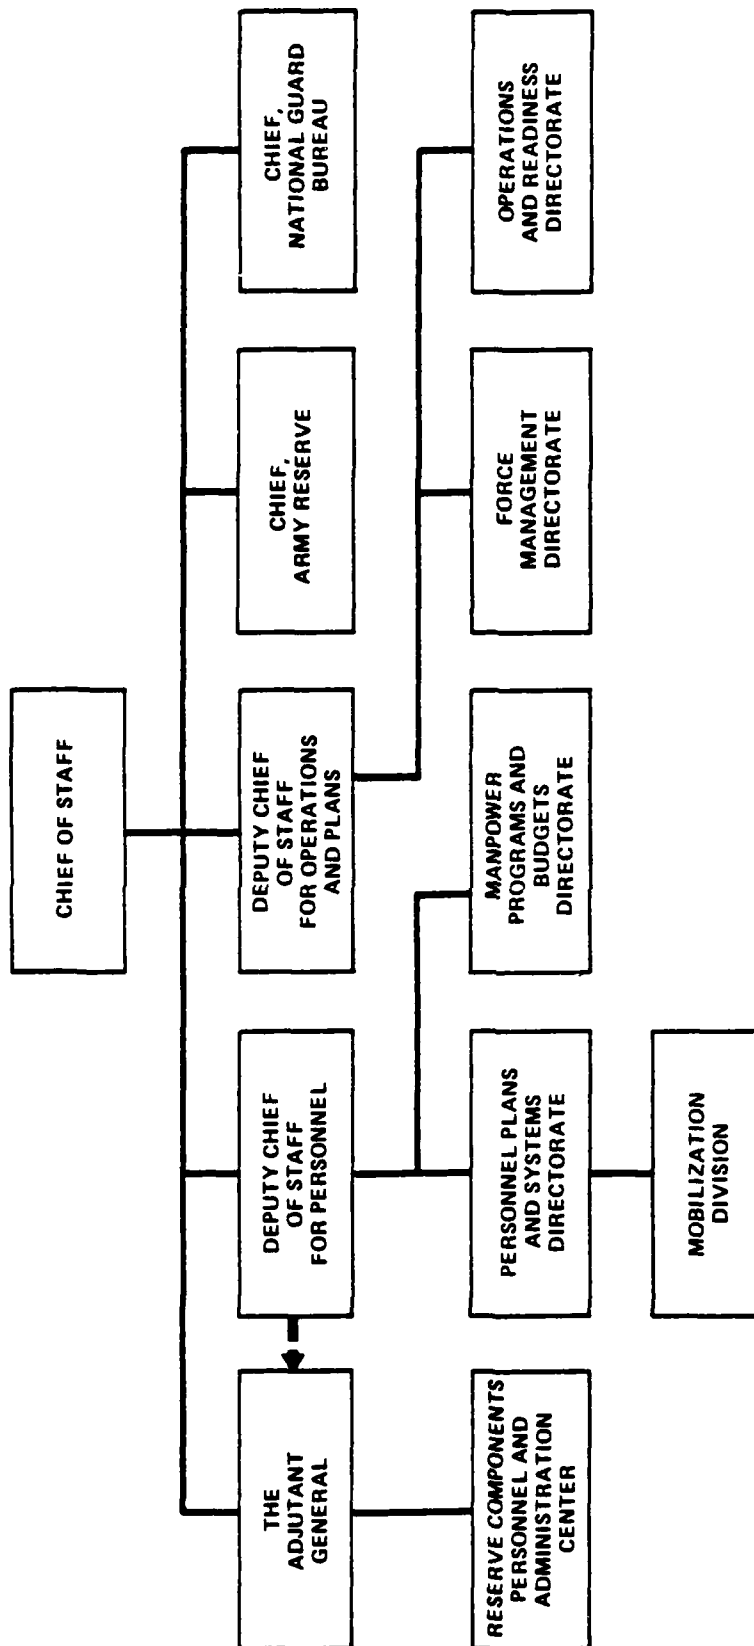 CHIEF OF STAFF
THE
ADJUTANT
GENERAL
DEPUTY CHIEF
OF STAFF
FOR PERSONNEL
DEPUTY CHIEF
OF STAFF
FOR OPERATIONS
AND PLANS
CHIEF,
ARMY RESERVE
CHIEF,
NATIONAL GUARD
BUREAU
RESERVE COMPONENTS
PERSONNEL AND
ADMINISTRATION
CENTER
PERSONNEL PLANS
AND SYSTEMS
DIRECTORATE
MANPOWER
PROGRAMS AND
BUDGETS
DIRECTORATE
FORCE
MANAGEMENT
DIRECTORATE
OPERATIONS
AND READINESS
DIRECTORATE
MOBILIZATION
DIVISION